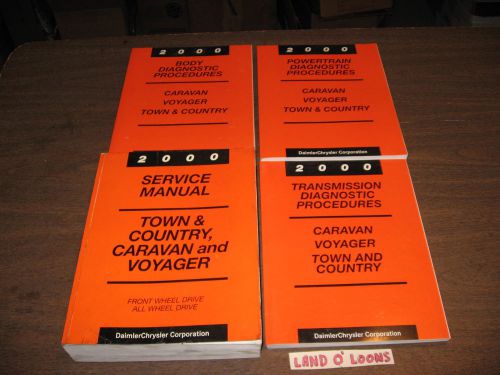 2000
BODY
DIAGNOSTIC
PROCEDURES
CARAVAN
VOYAGER
TOWN & COUNTRY
2000
POWERTRAIN
DIAGNOSTIC
PROCEDURES
CARAVAN
VOYAGER
TOWN & COUNTRY
DaimlerChrysler Corporation
2000
SERVICE
MANUAL
TOWN &
COUNTRY,
CARAVAN and
VOYAGER
FRONT WHEEL DRIVE
ALL WHEEL DRIVE
DaimlerChrysler Corporation
2000
TRANSMISSION
DIAGNOSTIC
PROCEDURES
CARAVAN
VOYAGER
TOWN AND
COUNTRY
DaimlerChrysler Corporation
LAND O' LOONS